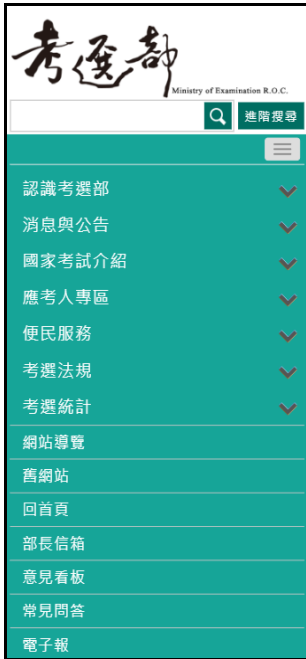 考選部
Ministry of Examination R.O.C.
進階搜尋
認識考選部
消息與公告
國家考試介紹
應考人專區
便民服務
考選法規
考選統計
網站導覽
舊網站
回首頁
部長信箱
意見看板
常見問答
電子報